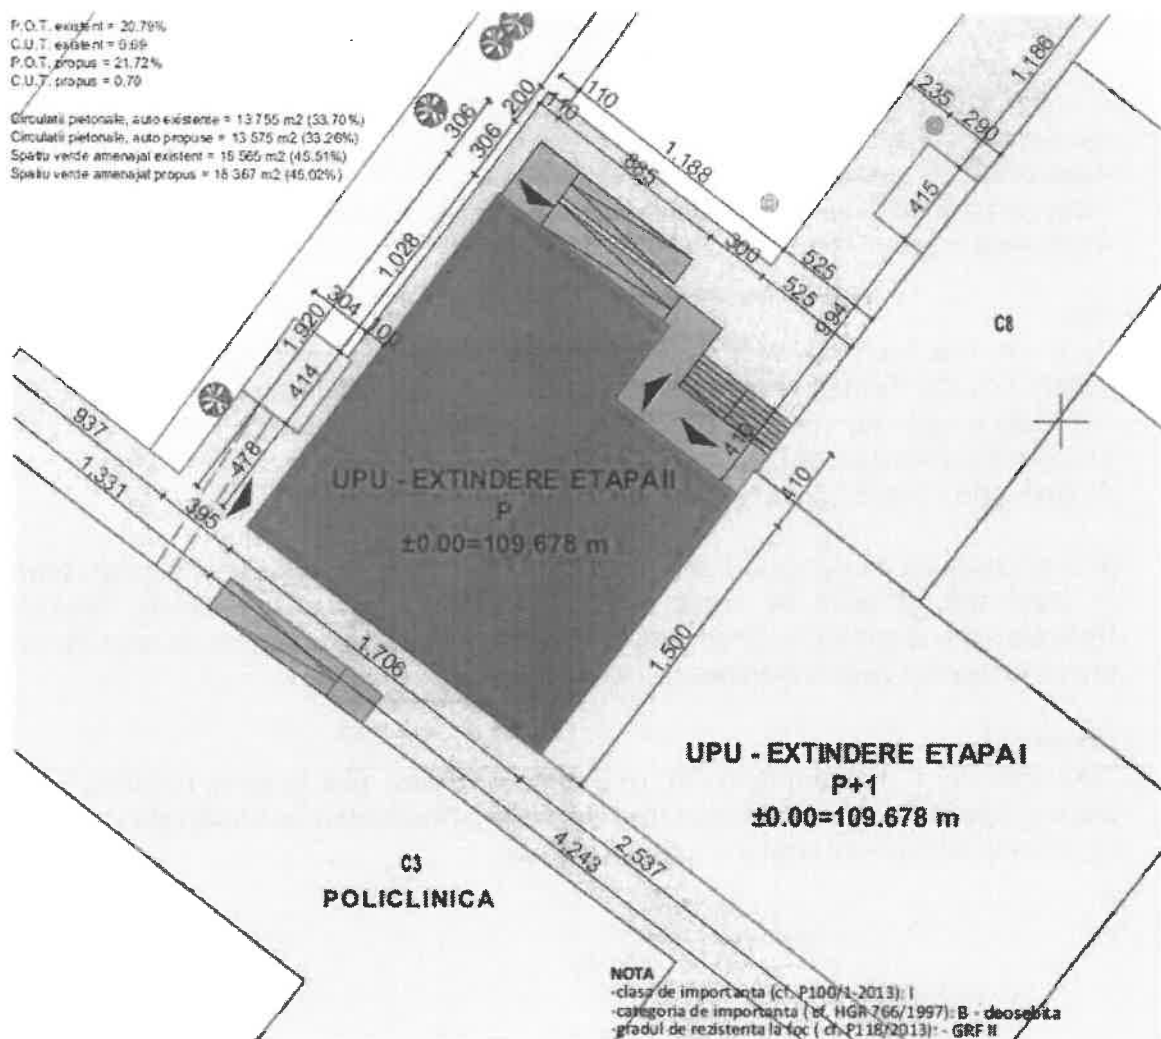 P.O.T. existent = 20.79%
C.U.T. existent = 0.69
P.O.T. propus = 21.72%
C.U.T. propus = 0.70
Circulatii pietonale, auto existente = 13 755 m2 (33.70%)
Circulatii pietonale, auto propuse = 13 575 m2 (33.26%)
Spatiu verde amenajat existent = 18 565 m2 (45.51%)
Spatiu verde amenajat propus = 18 367 m2 (45.02%)
306
200
110
306
110
885
1.188
235
1.186
290
415
1.028
300
525
525
994
304
100
1.920
414
C8
937
478
410
1.331
395
410
UPU - EXTINDERE ETAPA II
P
±0.00=109.678 m
1.706
1.500
UPU - EXTINDERE ETAPA I
P+1
±0.00=109.678 m
C3
POLICLINICA
4.243
2.537
NOTA
-clasa de importanta (cf. P100/1-2013): I
-categoria de importanta ( cf. HGR 766/1997): B - deosebita
-gradul de rezistenta la foc ( cf. P118/2013): - GRF II